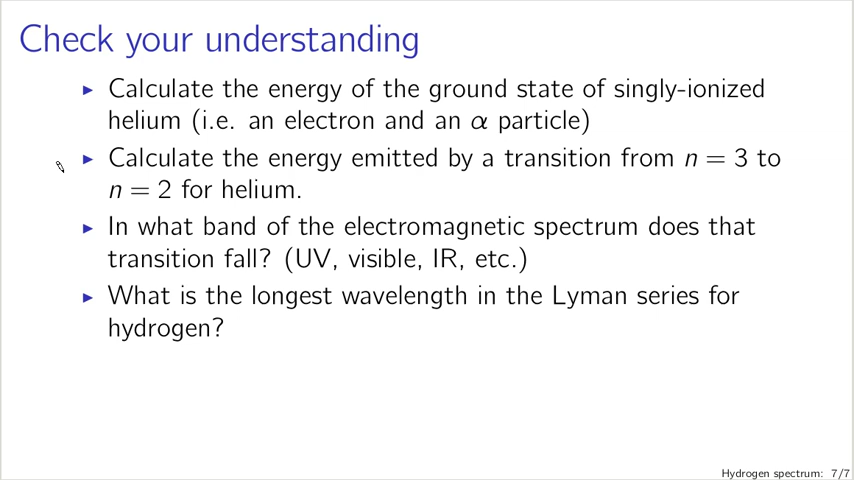 Check your understanding
▶ Calculate the energy of the ground state of singly-ionized
helium (i.e. an electron and an α particle)
▶ Calculate the energy emitted by a transition from n = 3 to
n = 2 for helium.
▶ In what band of the electromagnetic spectrum does that
transition fall? (UV, visible, IR, etc.)
▶ What is the longest wavelength in the Lyman series for
hydrogen?
Hydrogen spectrum: 7/7